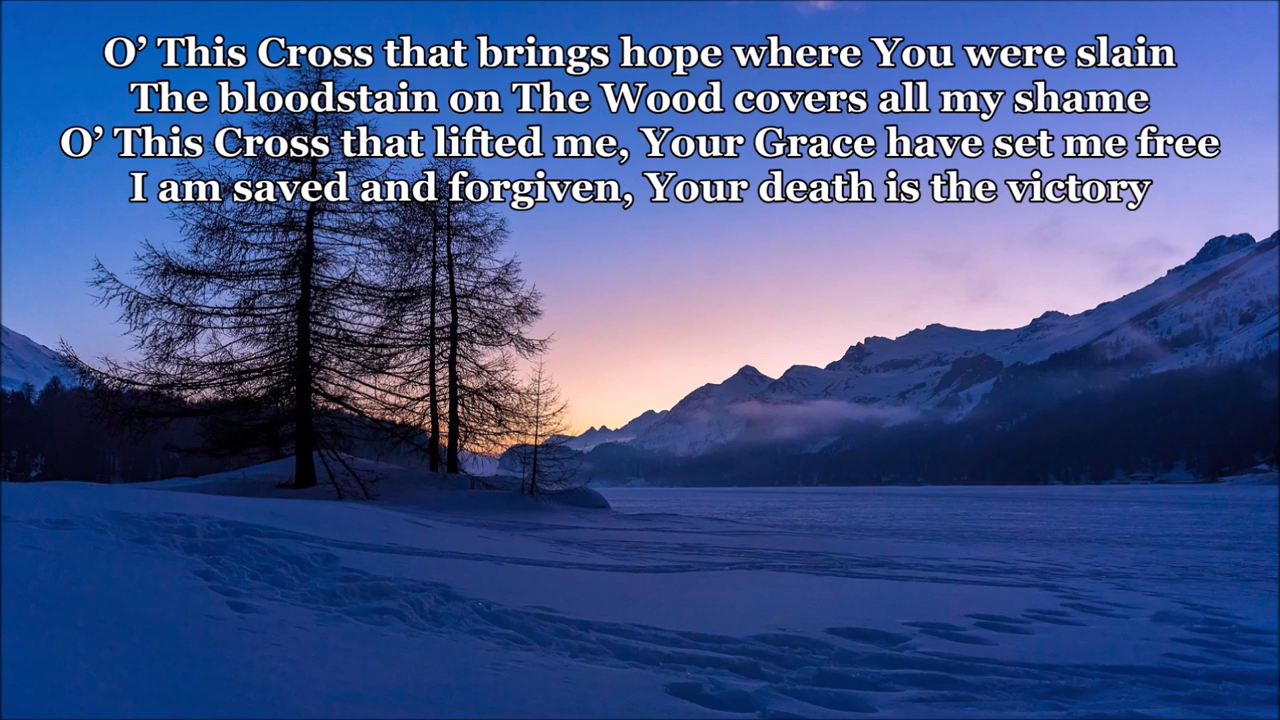 O’ This Cross that brings hope where You were slain
The bloodstain on The Wood covers all my shame
O’ This Cross that lifted me, Your Grace have set me free
I am saved and forgiven, Your death is the victory